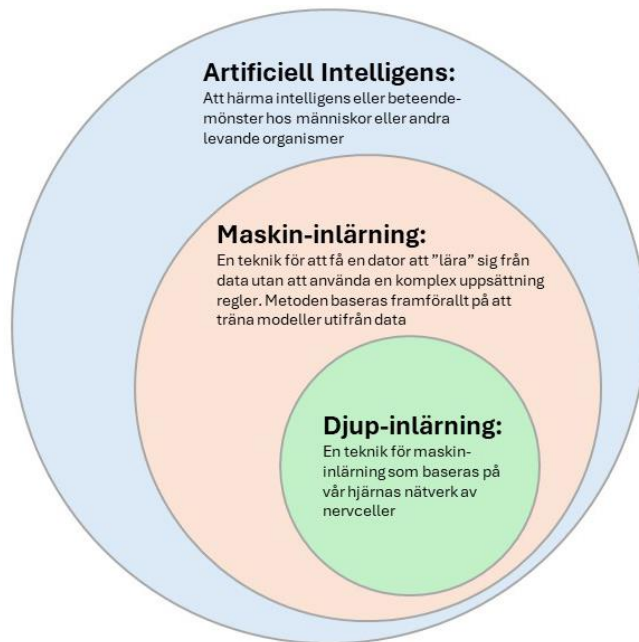 Artificiell Intelligens:
Att härma intelligens eller beteende-
mönster hos människor eller andra
levande organismer
Maskin-inlärning:
En teknik för att få en dator att ”lära” sig från
data utan att använda en komplex uppsättning
regler. Metoden baseras framförallt på att
träna modeller utifrån data
Djup-inlärning:
En teknik för maskin-
inlärning som baseras på
vår hjärnas nätverk av
nervceller